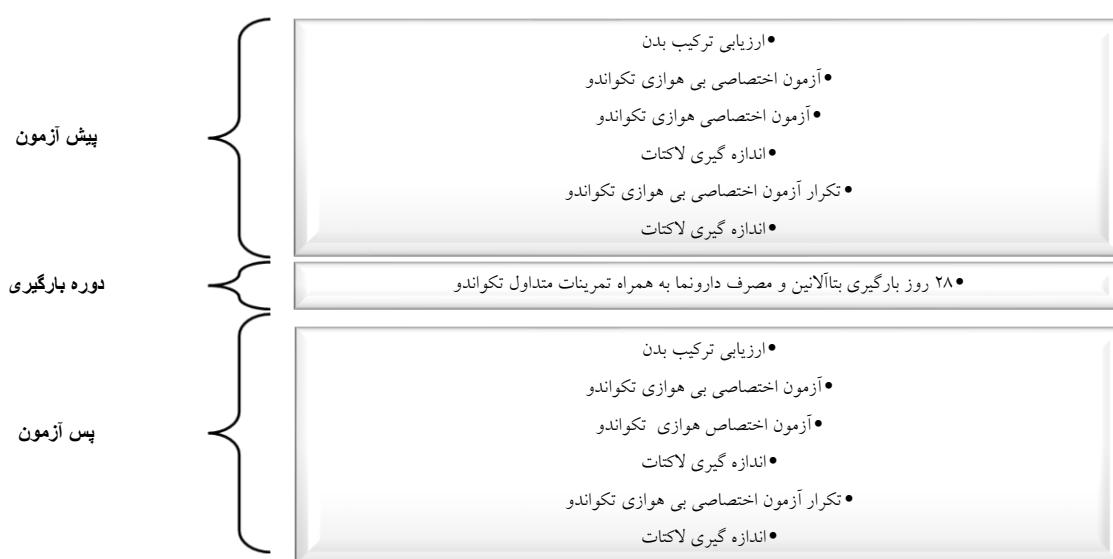 پیش آزمون
•ارزیابی ترکیب بدن
•آزمون اختصاصی بی هوازی تکواندو
•آزمون اختصاصی هوازی تکواندو
•اندازه گیری لاکتات
•تکرار آزمون اختصاصی بی هوازی تکواندو
•اندازه گیری لاکتات
دوره بارگیری
•۲۸ روز بارگیری بتاآلانین و مصرف دارونما به همراه تمرینات متداول تکواندو
پس آزمون
•ارزیابی ترکیب بدن
•آزمون اختصاصی بی هوازی تکواندو
•آزمون اختصاص هوازی تکواندو
•اندازه گیری لاکتات
•تکرار آزمون اختصاصی بی هوازی تکواندو
•اندازه گیری لاکتات